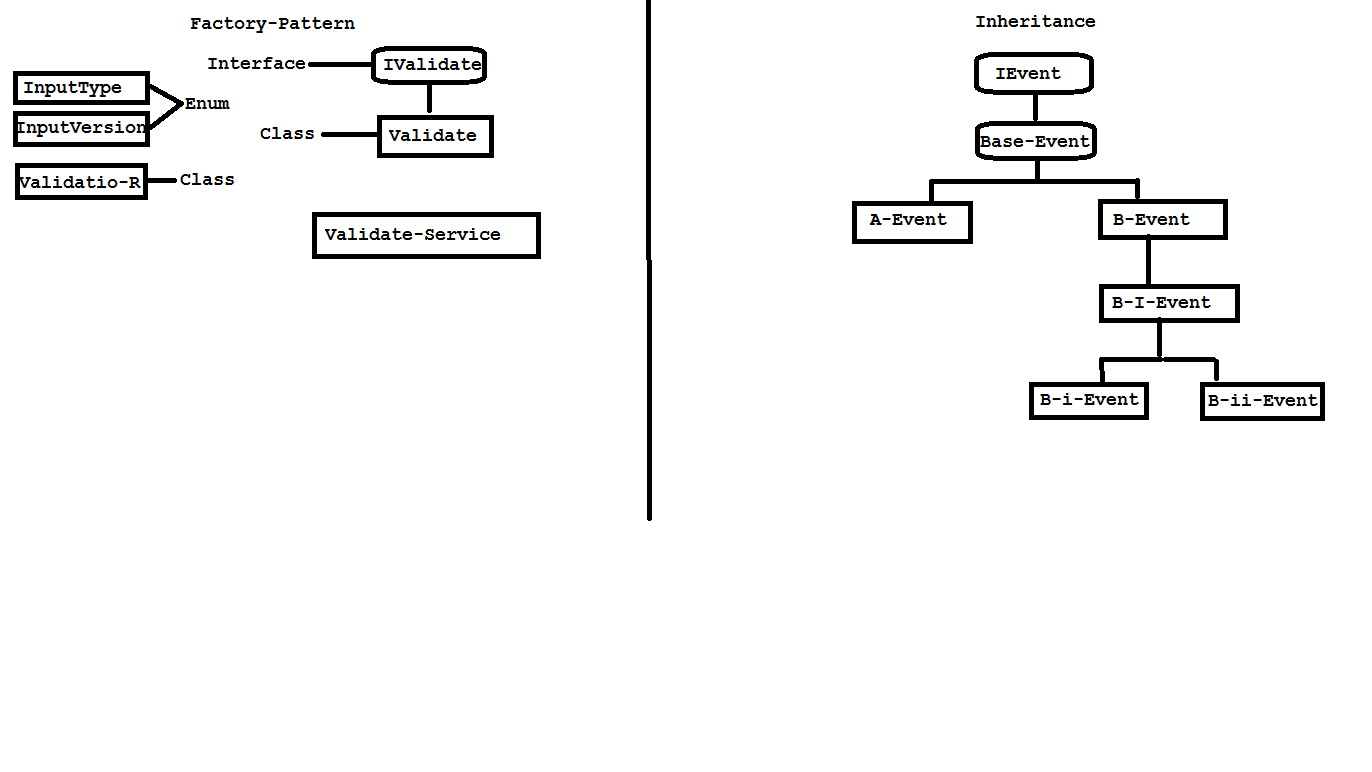 Factory-Pattern
Interface
IValidate
InputType
Enum
InputVersion
Class
Validate
Validatio-R
Class
Validate-Service
Inheritance
IEvent
Base-Event
A-Event
B-Event
B-I-Event
B-i-Event
B-ii-Event